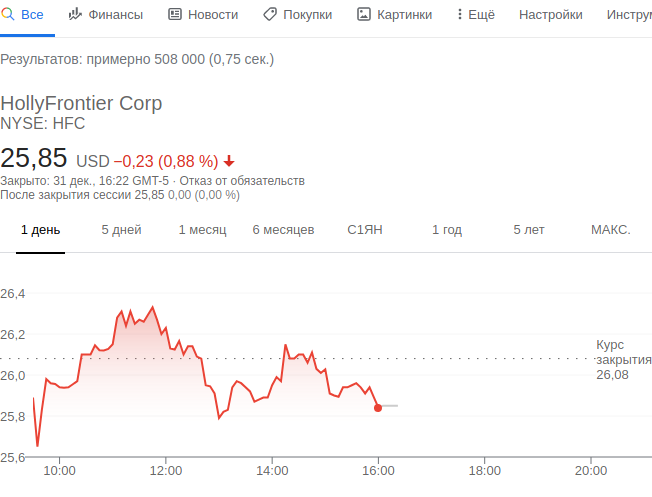 Все Финансы Новости Покупки Картинки Ещё Настройки Инстру
Результатов: примерно 508 000 (0,75 сек.)
HollyFrontier Corp
NYSE: HFC
25,85 USD −0,23 (0,88 %)
Закрыто: 31 дек., 16:22 GMT-5 · Отказ от обязательств
После закрытия сессии 25,85 0,00 (0,00 %)
1 день 5 дней 1 месяц 6 месяцев С1ЯН 1 год 5 лет МАКС.
26,4
26,2
Курс
закрытия
26,08
26,0
25,8
25,6
10:00 12:00 14:00 16:00 18:00 20:00